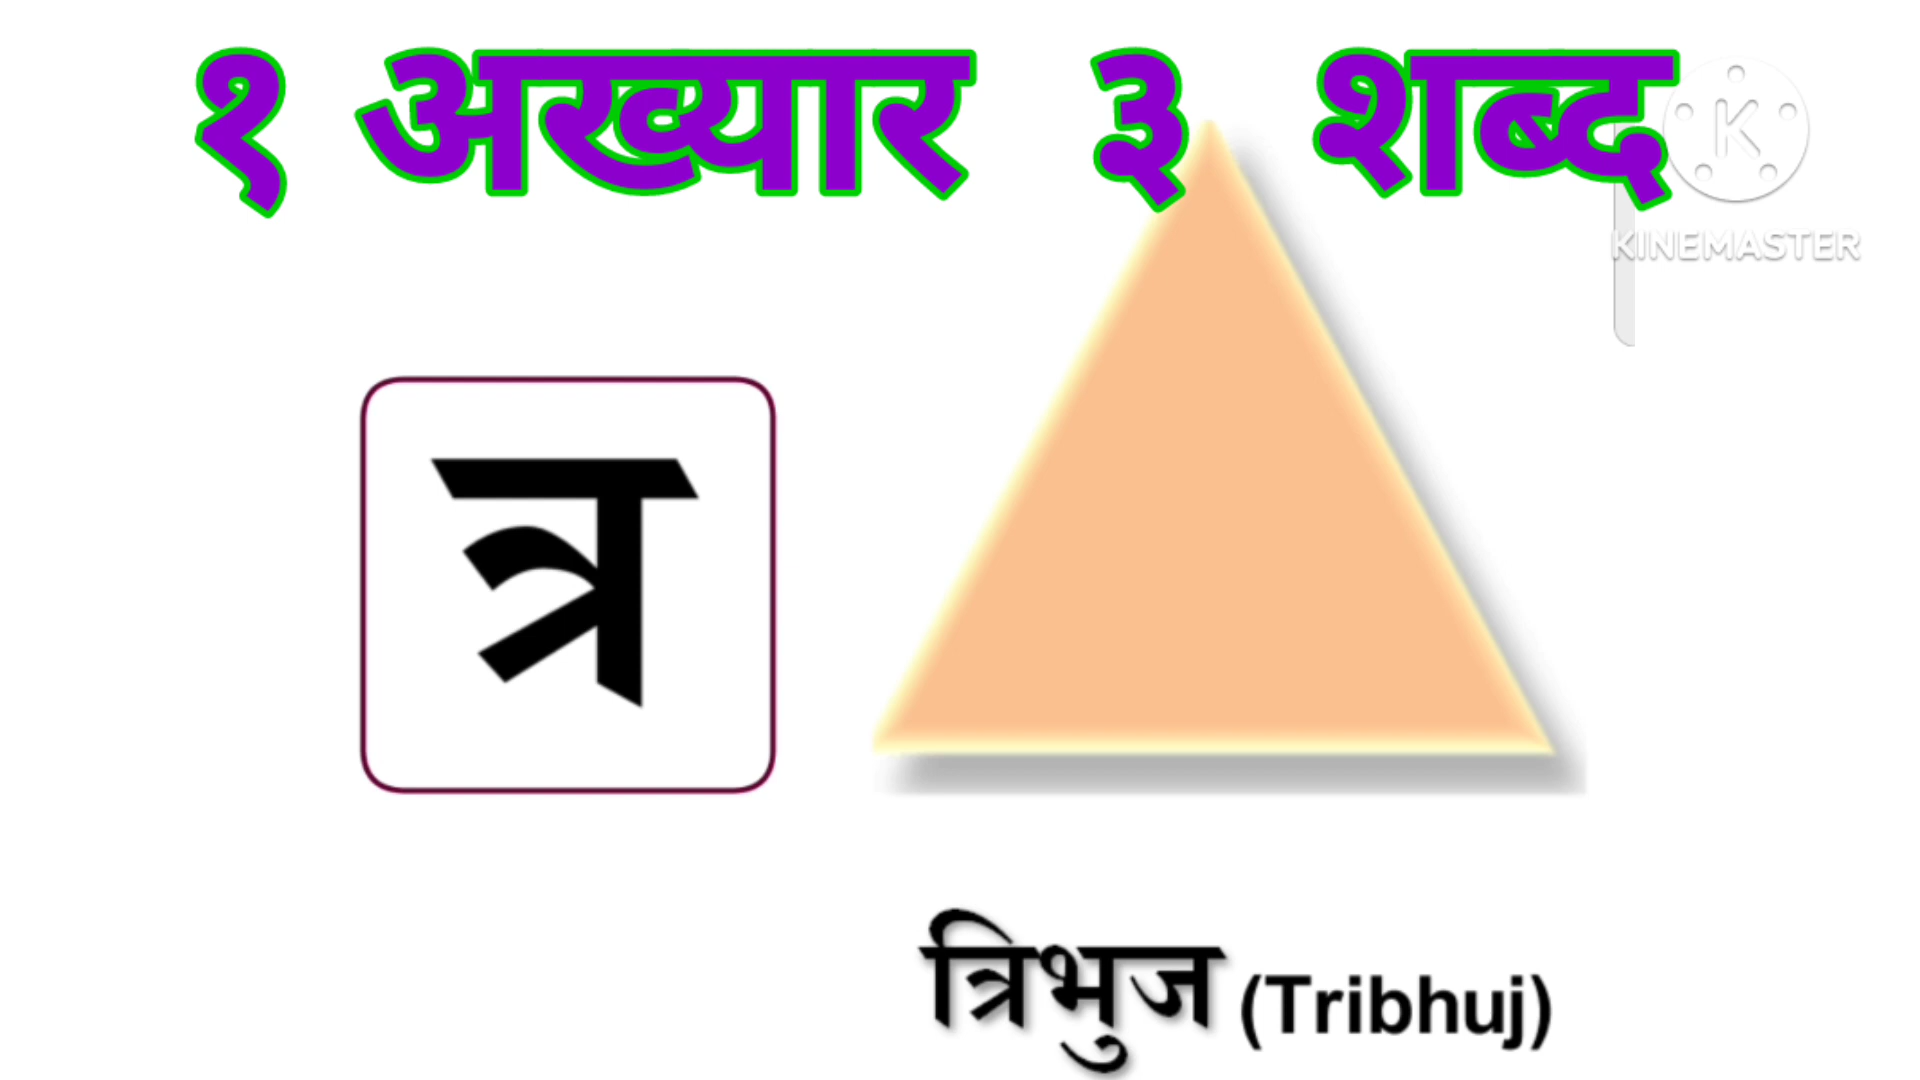 १ अख्यार ३ शब्द
K
KINEMASTER
त्र
त्रिभुज (Tribhuj)